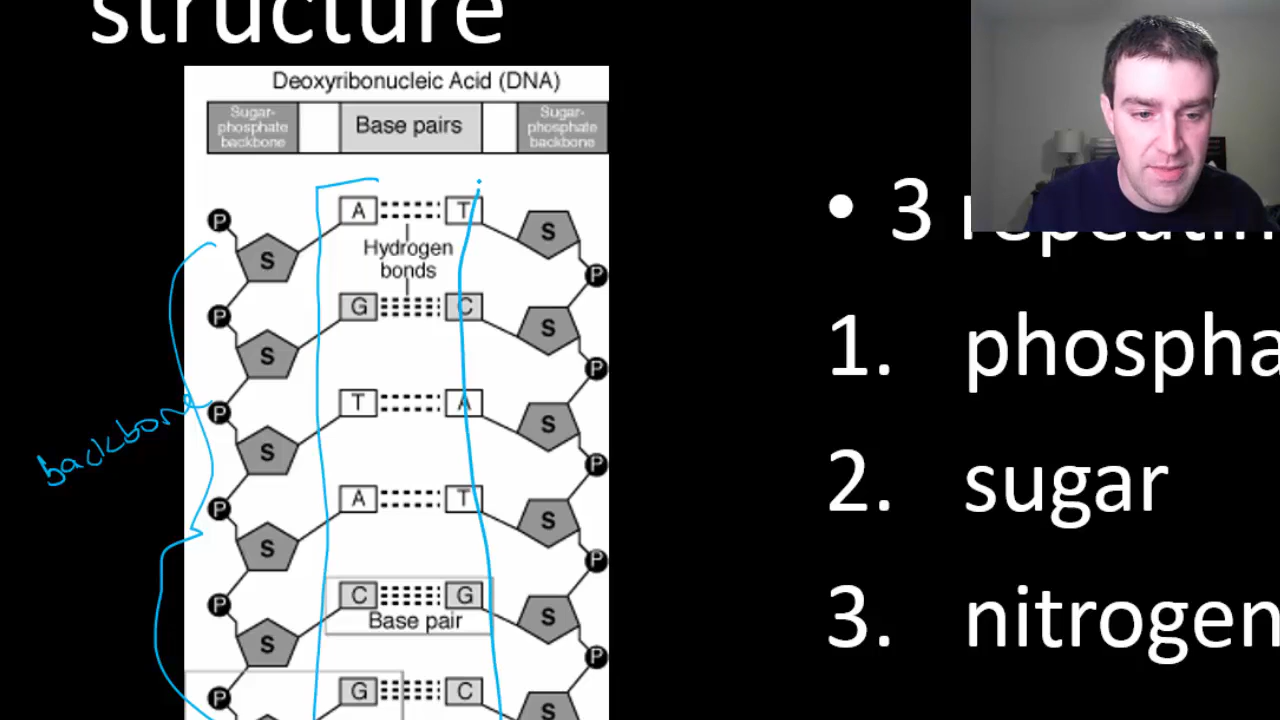 structure
Deoxyribonucleic Acid (DNA)
Sugar-phosphate backbone
Base pairs
Sugar-phosphate backbone
P
A T
S S
Hydrogen bonds
P
P
G C
S S
P
P
T A
S S
P
P
A T
S S
P
P
C G
Base pair
S S
P
P
G C
S
backbone
• 3 repeatin
1. phospha
2. sugar
3. nitrogen